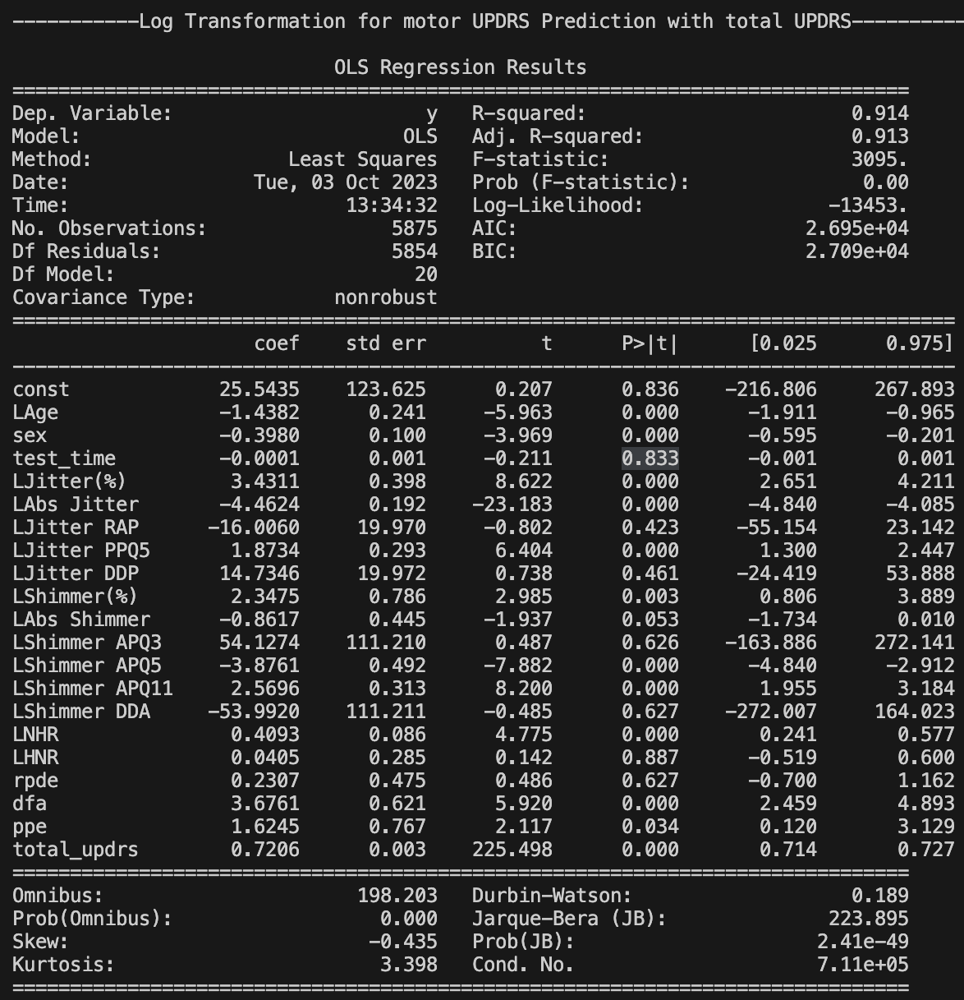 -----------Log Transformation for motor UPDRS Prediction with total UPDRS----------
OLS Regression Results
==============================================================================
Dep. Variable: y R-squared: 0.914
Model: OLS Adj. R-squared: 0.913
Method: Least Squares F-statistic: 3095.
Date: Tue, 03 Oct 2023 Prob (F-statistic): 0.00
Time: 13:34:32 Log-Likelihood: -13453.
No. Observations: 5875 AIC: 2.695e+04
Df Residuals: 5854 BIC: 2.709e+04
Df Model: 20
Covariance Type: nonrobust
==================================================================================
coef std err t P>|t| [0.025 0.975]
----------------------------------------------------------------------------------
const 25.5435 123.625 0.207 0.836 -216.806 267.893
LAge -1.4382 0.241 -5.963 0.000 -1.911 -0.965
sex -0.3980 0.100 -3.969 0.000 -0.595 -0.201
test_time -0.0001 0.001 -0.211 0.833 -0.001 0.001
LJitter(%) 3.4311 0.398 8.622 0.000 2.651 4.211
LAbs Jitter -4.4624 0.192 -23.183 0.000 -4.840 -4.085
LJitter RAP -16.0060 19.970 -0.802 0.423 -55.154 23.142
LJitter PPQ5 1.8734 0.293 6.404 0.000 1.300 2.447
LJitter DDP 14.7346 19.972 0.738 0.461 -24.419 53.888
LShimmer(%) 2.3475 0.786 2.985 0.003 0.806 3.889
LAbs Shimmer -0.8617 0.445 -1.937 0.053 -1.734 0.010
LShimmer APQ3 54.1274 111.210 0.487 0.626 -163.886 272.141
LShimmer APQ5 -3.8761 0.492 -7.882 0.000 -4.840 -2.912
LShimmer APQ11 2.5696 0.313 8.200 0.000 1.955 3.184
LShimmer DDA -53.9920 111.211 -0.485 0.627 -272.007 164.023
LNHR 0.4093 0.086 4.775 0.000 0.241 0.577
LHNR 0.0405 0.285 0.142 0.887 -0.519 0.600
rpde 0.2307 0.475 0.486 0.627 -0.700 1.162
dfa 3.6761 0.621 5.920 0.000 2.459 4.893
ppe 1.6245 0.767 2.117 0.034 0.120 3.129
total_updrs 0.7206 0.003 225.498 0.000 0.714 0.727
==============================================================================
Omnibus: 198.203 Durbin-Watson: 0.189
Prob(Omnibus): 0.000 Jarque-Bera (JB): 223.895
Skew: -0.435 Prob(JB): 2.41e-49
Kurtosis: 3.398 Cond. No. 7.11e+05
==============================================================================